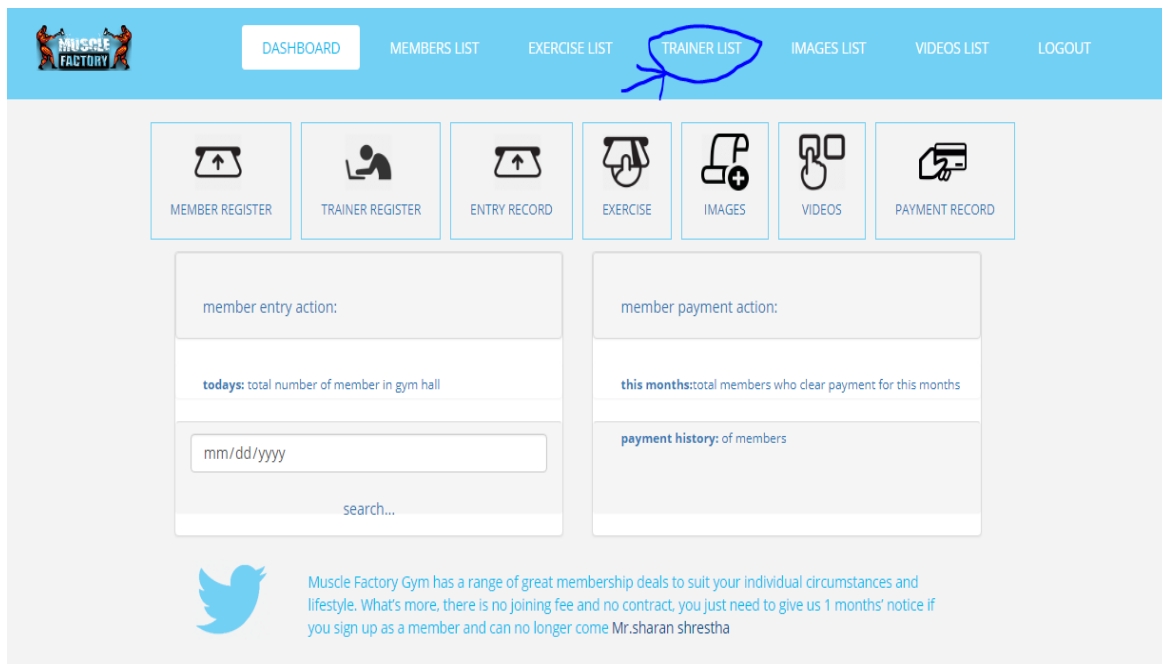 MUSCLE
FACTORY
DASHBOARD MEMBERS LIST EXERCISE LIST TRAINER LIST IMAGES LIST VIDEOS LIST LOGOUT
MEMBER REGISTER TRAINER REGISTER ENTRY RECORD EXERCISE IMAGES VIDEOS PAYMENT RECORD
member entry action:
todays: total number of member in gym hall
mm/dd/yyyy
search...
member payment action:
this months:total members who clear payment for this months
payment history: of members
Muscle Factory Gym has a range of great membership deals to suit your individual circumstances and
lifestyle. What's more, there is no joining fee and no contract, you just need to give us 1 months' notice if
you sign up as a member and can no longer come Mr.sharan shrestha